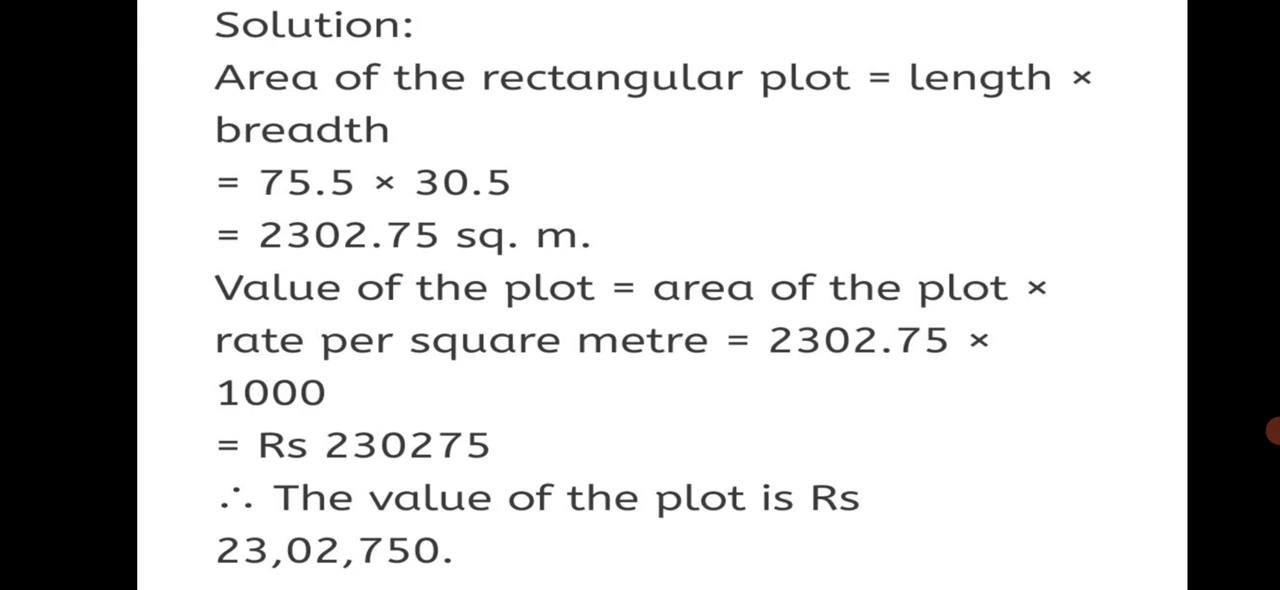 Solution:
Area of the rectangular plot = length ×
breadth
= 75.5 × 30.5
= 2302.75 sq. m.
Value of the plot = area of the plot ×
rate per square metre = 2302.75 ×
1000
= Rs 230275
∴ The value of the plot is Rs
23,02,750.